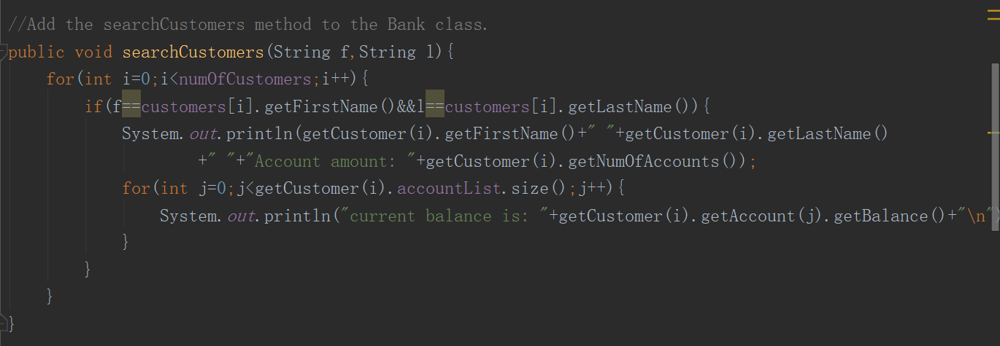 //Add the searchCustomers method to the Bank class.
public void searchCustomers(String f,String l){
for(int i=0;i<numOfCustomers;i++){
if(f==customers[i].getFirstName()&&l==customers[i].getLastName()){
System.out.println(getCustomer(i).getFirstName()+" "+getCustomer(i).getLastName()
+" "+"Account amount: "+getCustomer(i).getNumOfAccounts());
for(int j=0;j<getCustomer(i).accountList.size();j++){
System.out.println("current balance is: "+getCustomer(i).getAccount(j).getBalance()+"\n")
}
}
}
}